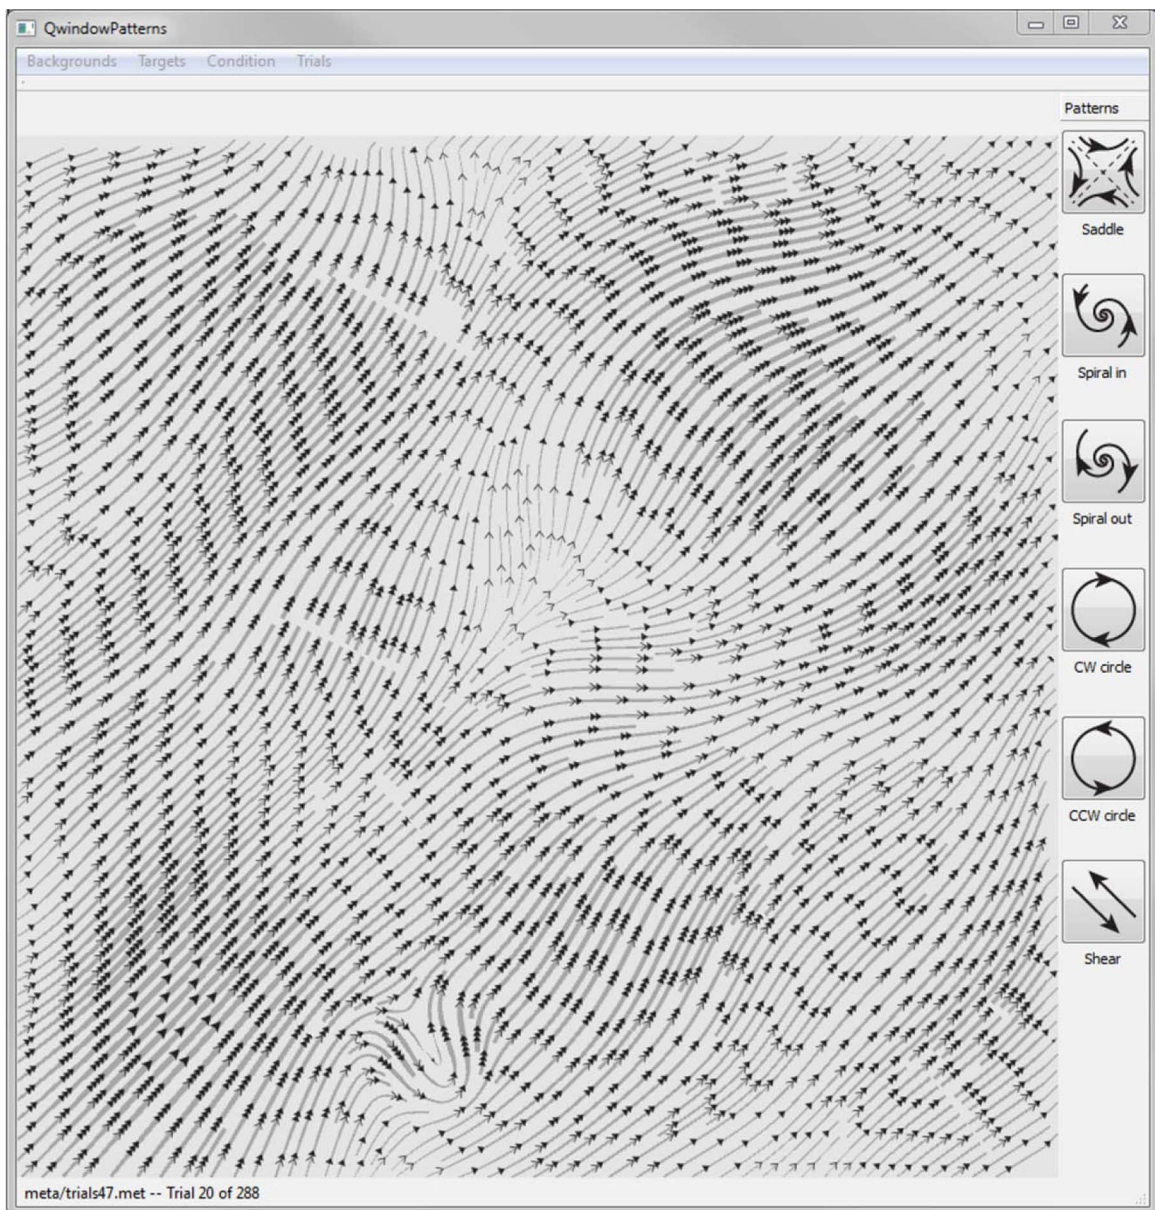 QwindowPatterns
Backgrounds Targets Condition Trials
Patterns
Saddle
Spiral in
Spiral out
CW circle
CCW circle
Shear
meta/trials47.met -- Trial 20 of 288